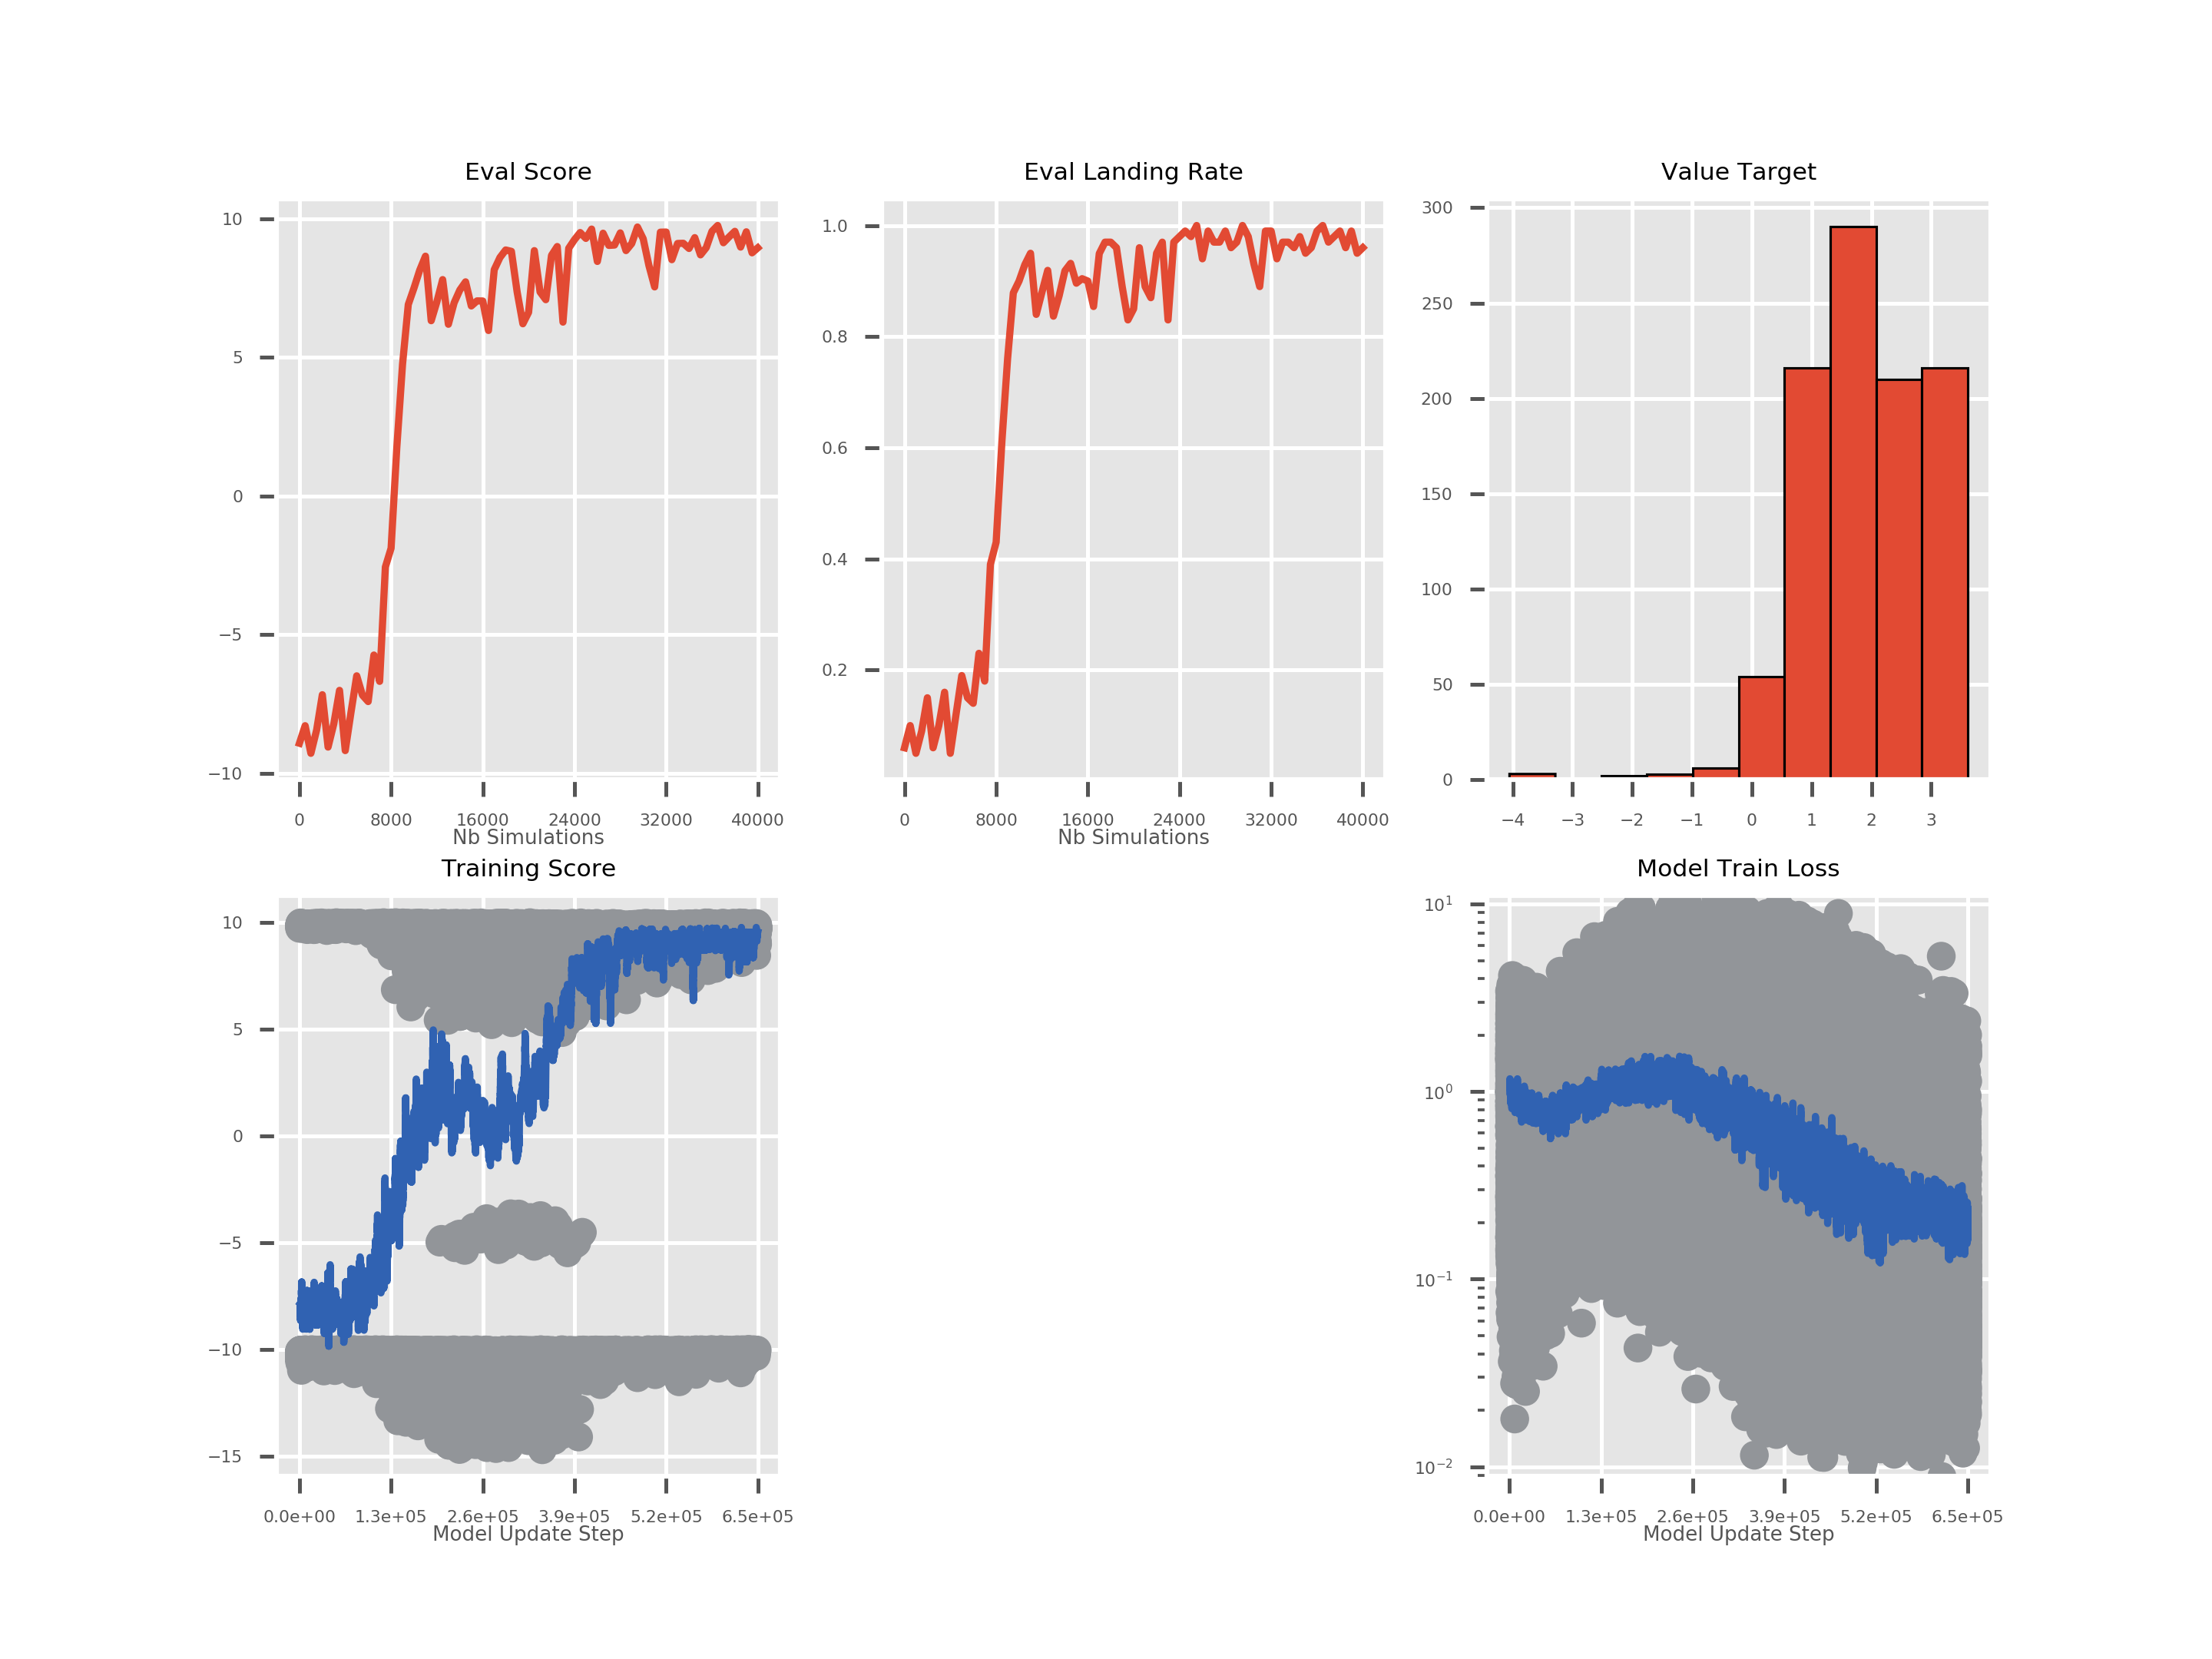 Eval Score
10
5
0
−5
−10
0 8000 16000 24000 32000 40000
Nb Simulations
Eval Landing Rate
1.0
0.8
0.6
0.4
0.2
0 8000 16000 24000 32000 40000
Nb Simulations
Value Target
300
250
200
150
100
50
0
−4 −3 −2 −1 0 1 2 3
Training Score
10
5
0
−5
−10
−15
0.0e+00 1.3e+05 2.6e+05 3.9e+05 5.2e+05 6.5e+05
Model Update Step
Model Train Loss
10¹
10⁰
10⁻¹
10⁻²
0.0e+00 1.3e+05 2.6e+05 3.9e+05 5.2e+05 6.5e+05
Model Update Step